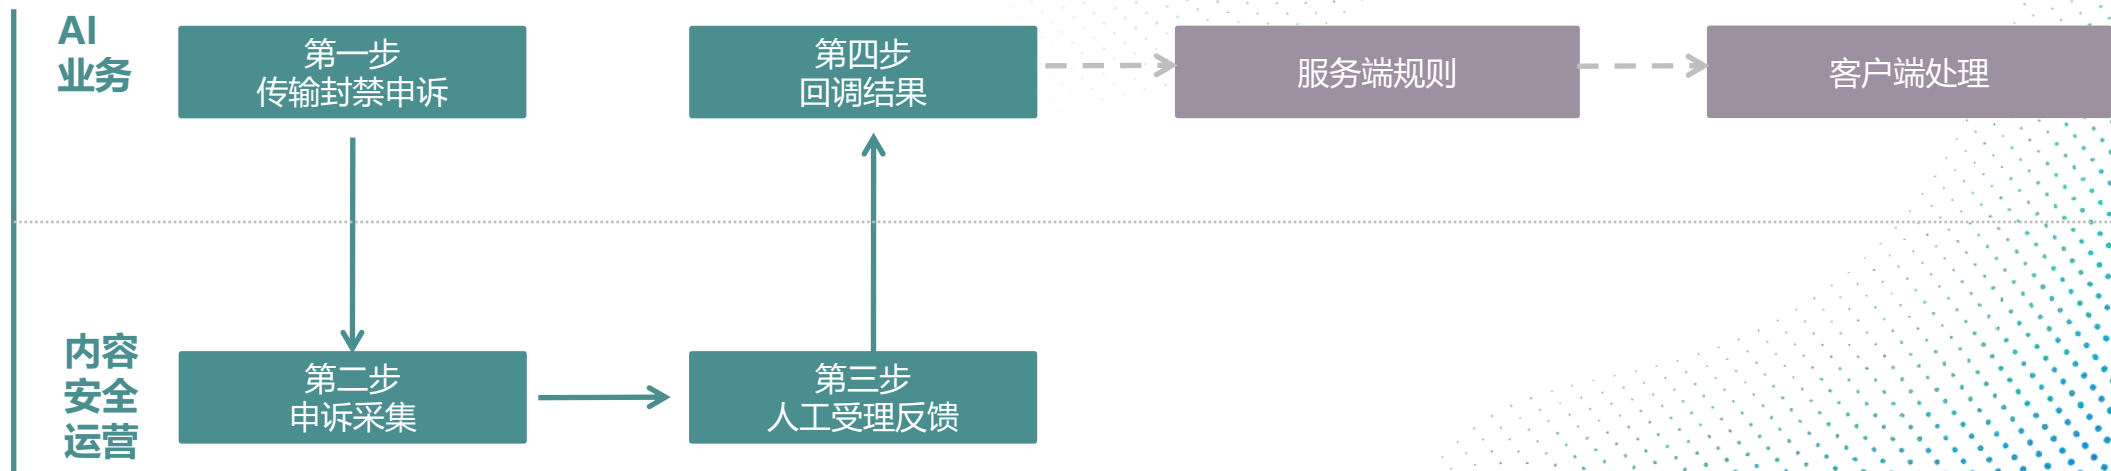 AI
业务
第一步
传输封禁申诉
第四步
回调结果
服务端规则
客户端处理
内容
安全
运营
第二步
申诉采集
第三步
人工受理反馈